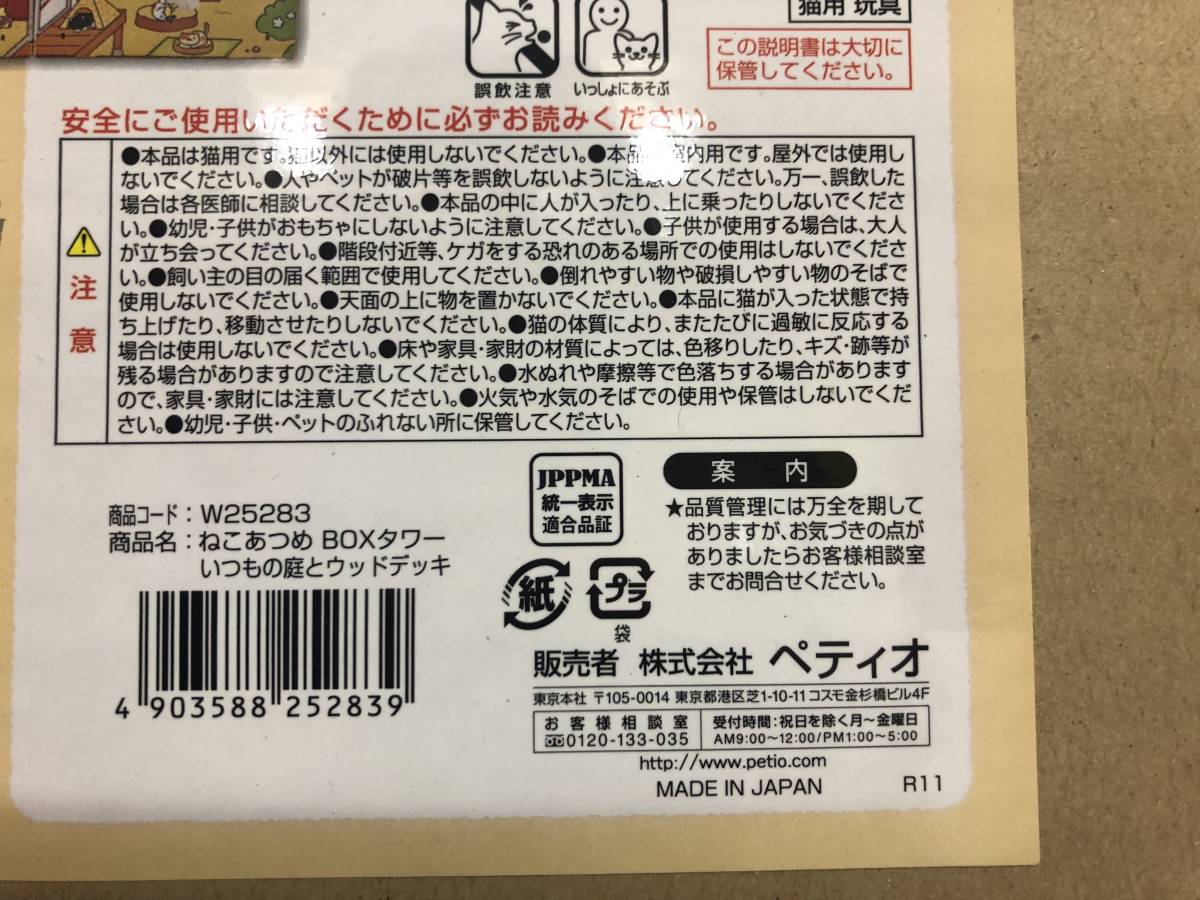 猫用 玩具
この説明書は大切に
保管してください。
誤飲注意
いっしょにあそぶ
安全にご使用いただくために必ずお読みください。
注意
●本品は猫用です。猫以外には使用しないでください。●本品 室内用です。屋外では使用し
ないでください。●人やペットが破片等を誤飲しないように注意してください。万一、誤飲した
場合は各医師に相談してください。●本品の中に人が入ったり、上に乗ったりしないでくださ
い。●幼児・子供がおもちゃにしないように注意してください。●子供が使用する場合は、大人
が立ち会ってください。●階段付近等、ケガをする恐れのある場所での使用はしないでくださ
い。●飼い主の目の届く範囲で使用してください。●倒れやすい物や破損しやすい物のそばで
使用しないでください。●天面の上に物を置かないでください。●本品に猫が入った状態で持
ち上げたり、移動させたりしないでください。●猫の体質により、またたびに過敏に反応する
場合は使用しないでください。●床や家具・家財の材質によっては、色移りしたり、キズ・跡等が
残る場合がありますので注意してください。●水ぬれや摩擦等で色落ちする場合があります
ので、家具・家財には注意してください。●火気や水気のそばでの使用や保管はしないでくださ
い。●幼児・子供・ペットのふれない所に保管してください。
商品コード：W25283
商品名：ねこあつめ BOXタワー
いつもの庭とウッドデッキ
4 903588 252839
JPPMA
統一表示
適合品証
紙
プラ
袋
案 内
★品質管理には万全を期して
おりますが、お気づきの点が
ありましたらお客様相談室
までお問合せください。
販売者 株式会社 ペティオ
東京本社 〒105-0014 東京都港区芝1-10-11 コスモ金杉橋ビル4F
お客様相談室
0120-133-035
受付時間：祝日を除く月～金曜日
AM9:00～12:00/PM1:00～5:00
http://www.petio.com
MADE IN JAPAN
R11